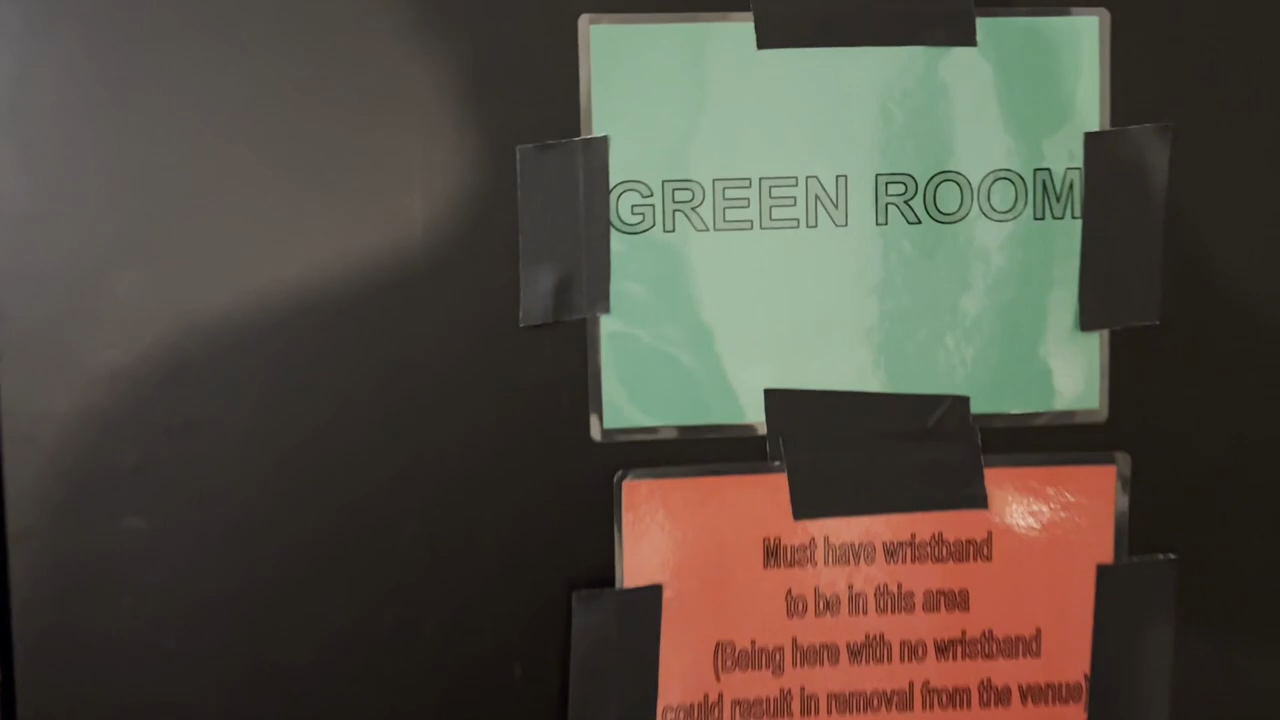 GREEN ROOM
Must have wristband
to be in this area
(Being here with no wristband
could result in removal from the venue)